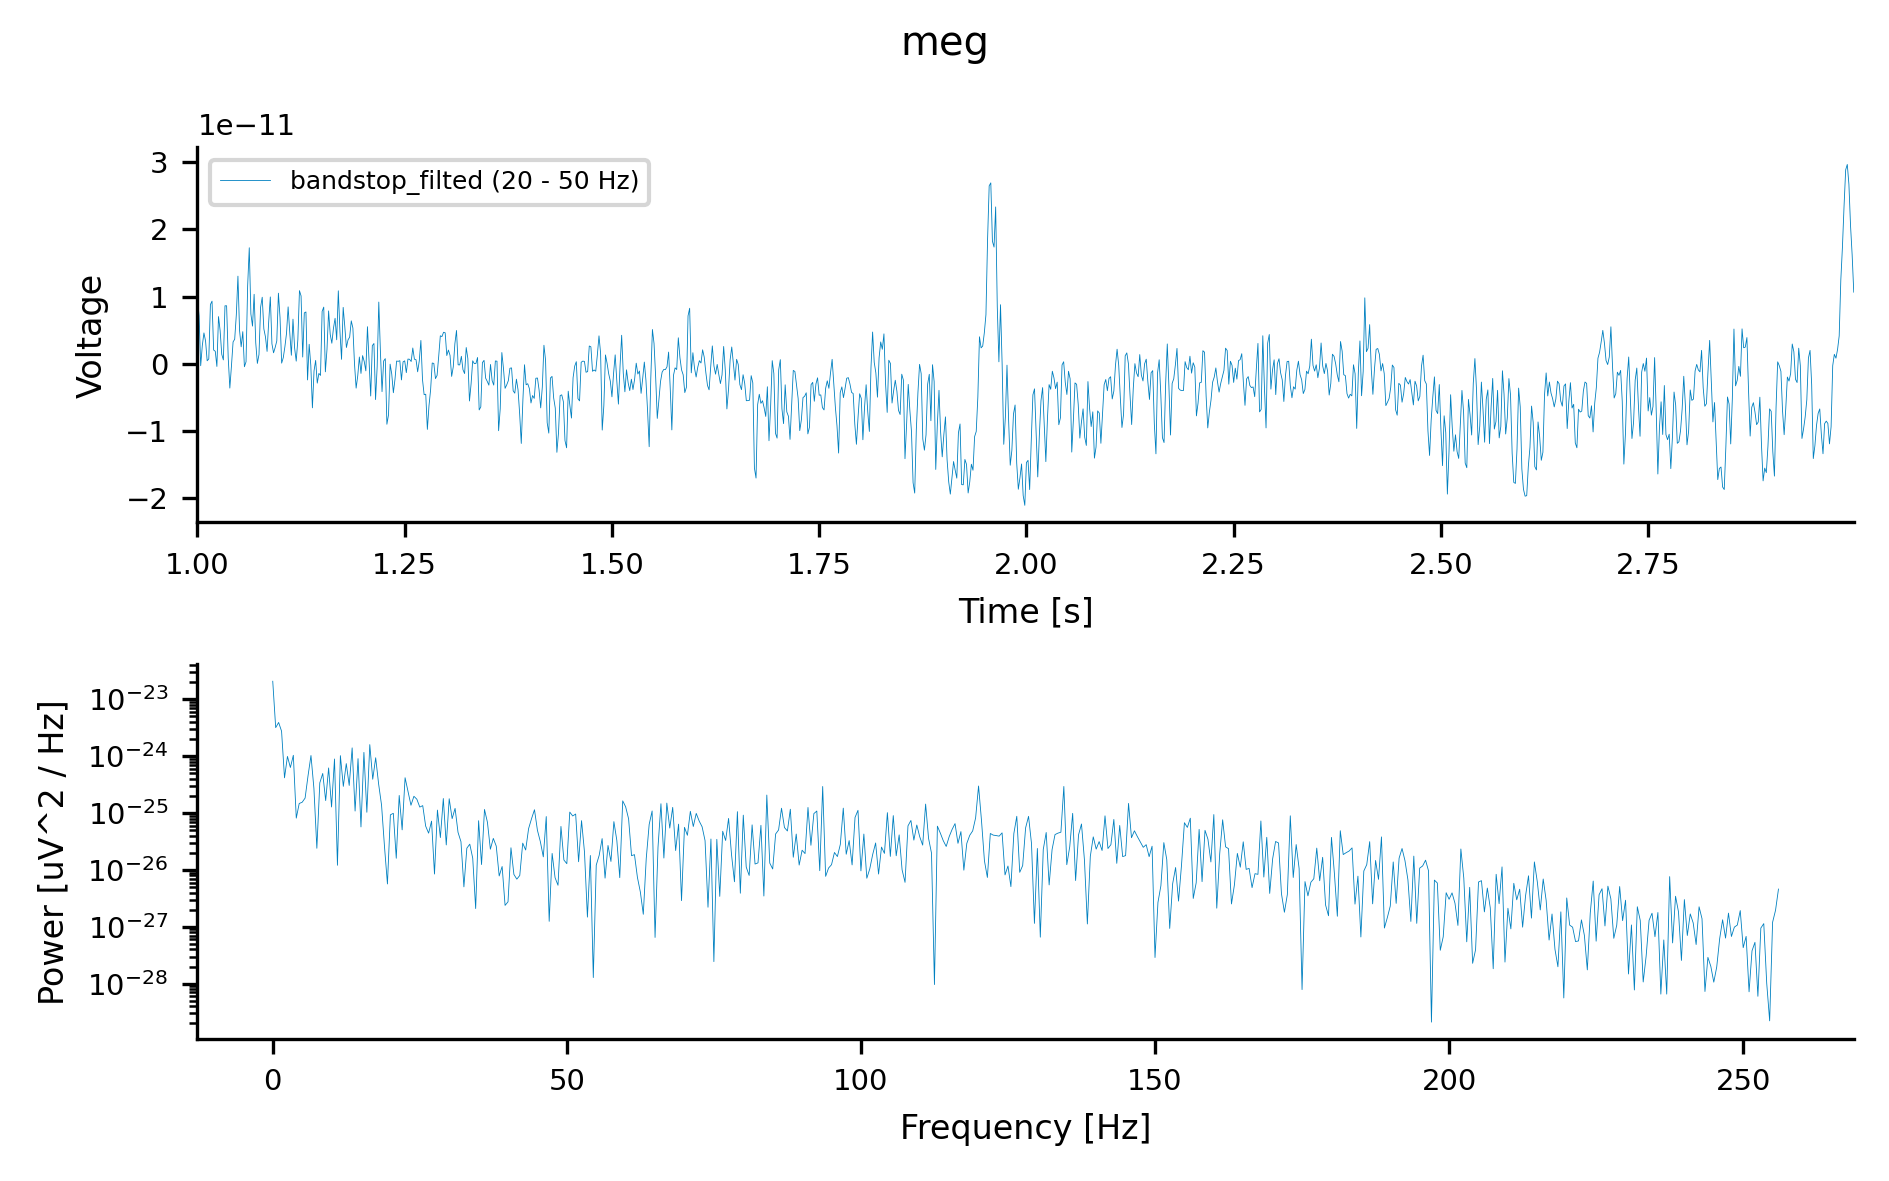 meg
1e−11
bandstop_filted (20 - 50 Hz)
3
2
1
0
−1
−2
Voltage
1.00 1.25 1.50 1.75 2.00 2.25 2.50 2.75
Time [s]
10⁻²³
10⁻²⁴
10⁻²⁵
10⁻²⁶
10⁻²⁷
10⁻²⁸
Power [uV^2 / Hz]
0 50 100 150 200 250
Frequency [Hz]